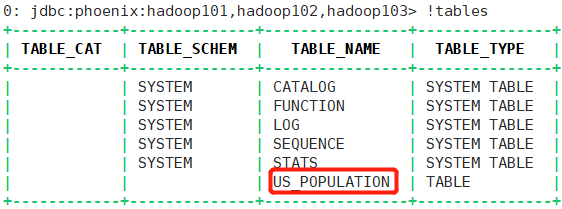 0: jdbc:phoenix:hadoop101,hadoop102,hadoop103> !tables
+------------+--------------+-------------+---------------+
| TABLE_CAT | TABLE_SCHEM | TABLE_NAME | TABLE_TYPE |
+------------+--------------+-------------+---------------+
| | SYSTEM | CATALOG | SYSTEM TABLE |
| | SYSTEM | FUNCTION | SYSTEM TABLE |
| | SYSTEM | LOG | SYSTEM TABLE |
| | SYSTEM | SEQUENCE | SYSTEM TABLE |
| | SYSTEM | STATS | SYSTEM TABLE |
| | | US_POPULATION | TABLE |
+------------+--------------+-------------+---------------+